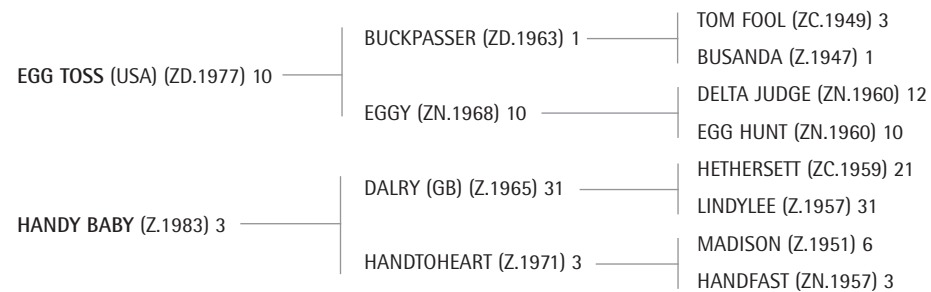 TOM FOOL (ZC.1949) 3
BUCKPASSER (ZD.1963) 1
BUSANDA (Z.1947) 1
EGG TOSS (USA) (ZD.1977) 10
DELTA JUDGE (ZN.1960) 12
EGGY (ZN.1968) 10
EGG HUNT (ZN.1960) 10
HETHERSETT (ZC.1959) 21
DALRY (GB) (Z.1965) 31
LINDYLEE (Z.1957) 31
HANDY BABY (Z.1983) 3
MADISON (Z.1951) 6
HANDTOHEART (Z.1971) 3
HANDFAST (ZN.1957) 3